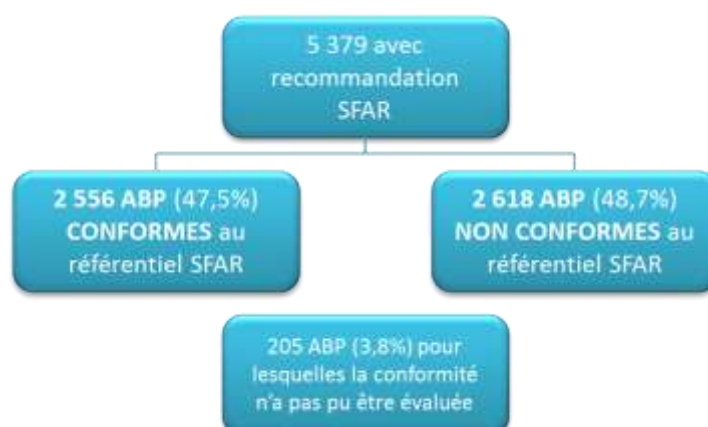 5 379 avec
recommandation
SFAR
2 556 ABP (47,5%)
CONFORMES au
référentiel SFAR
2 618 ABP (48,7%)
NON CONFORMES au
référentiel SFAR
205 ABP (3,8%) pour
lesquelles la conformité
n'a pas pu être évaluée